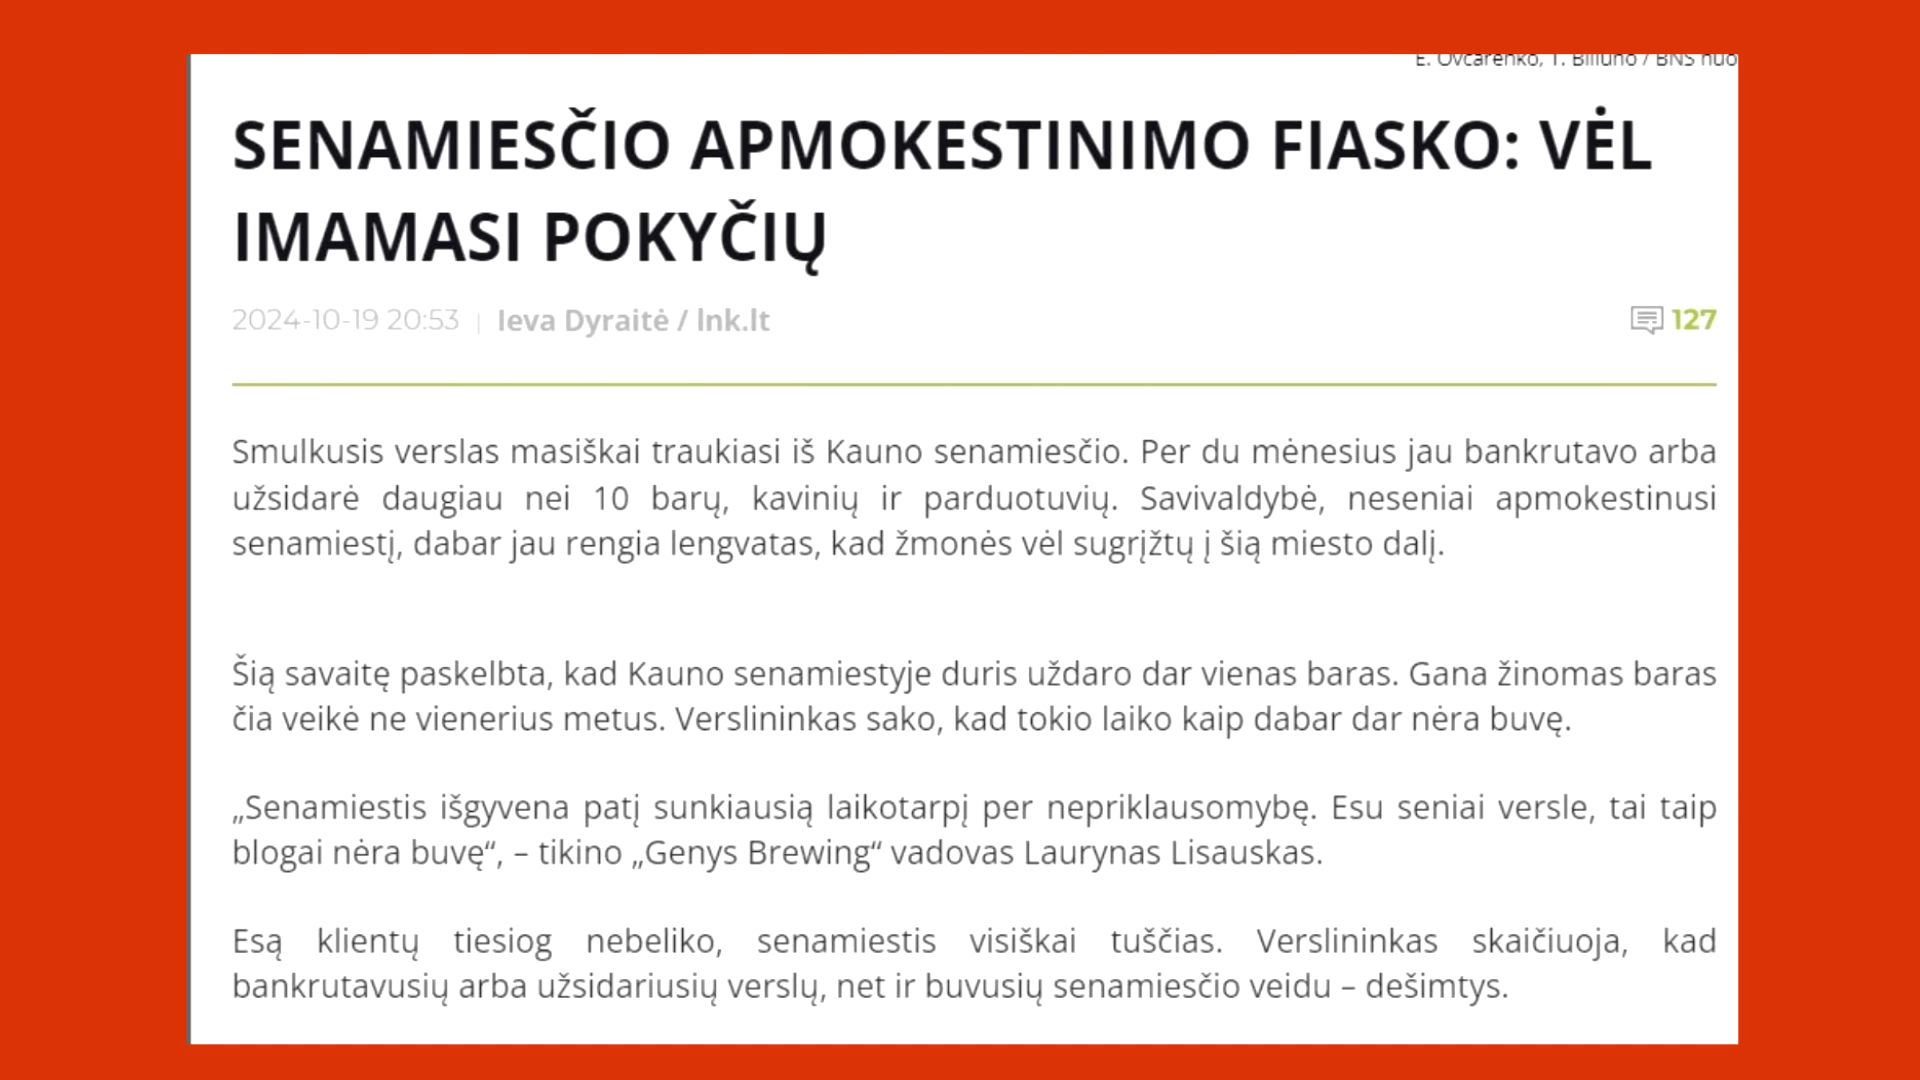 E. Ovčarenko, T. Biliūno / BNS nuo
SENAMIESČIO APMOKESTINIMO FIASKO: VĖL
IMAMASI POKYČIŲ
2024-10-19 20:53 | Ieva Dyraitė / lnk.lt
127
Smulkusis verslas masiškai traukiasi iš Kauno senamiesčio. Per du mėnesius jau bankrutavo arba
užsidarė daugiau nei 10 barų, kavinių ir parduotuvių. Savivaldybė, neseniai apmokestinusi
senamiestį, dabar jau rengia lengvatas, kad žmonės vėl sugrįžtų į šią miesto dalį.
Šią savaitę paskelbta, kad Kauno senamiestyje duris uždaro dar vienas baras. Gana žinomas baras
čia veikė ne vienerius metus. Verslininkas sako, kad tokio laiko kaip dabar dar nėra buvę.
„Senamiestis išgyvena patį sunkiausią laikotarpį per nepriklausomybę. Esu seniai versle, tai taip
blogai nėra buvę“, – tikino „Genys Brewing“ vadovas Laurynas Lisauskas.
Esą klientų tiesiog nebeliko, senamiestis visiškai tuščias. Verslininkas skaičiuoja, kad
bankrutavusių arba užsidariusių verslų, net ir buvusių senamiesčio veidu – dešimtys.